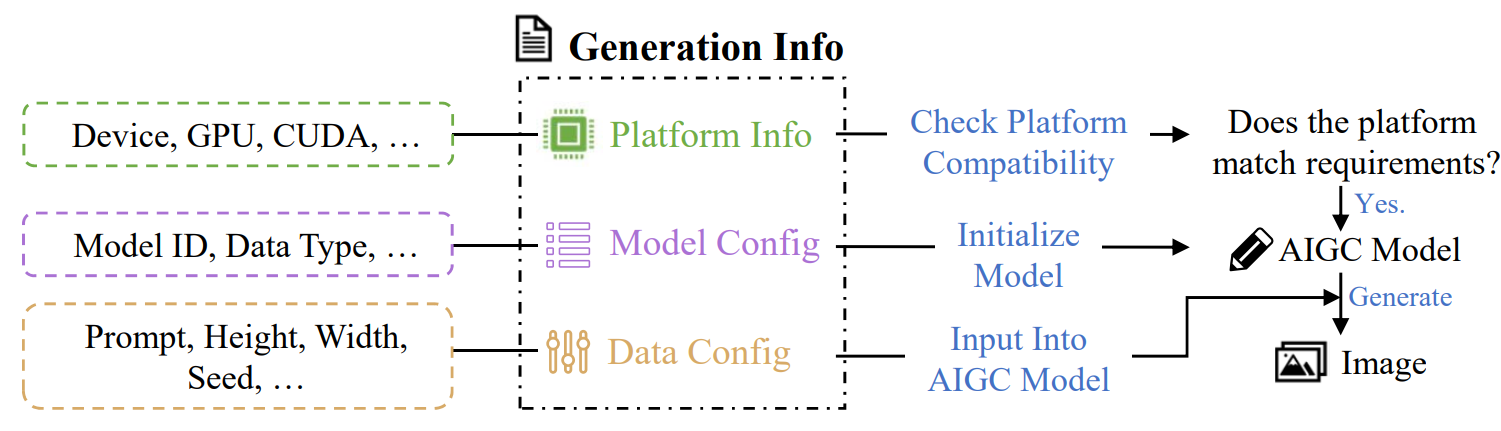 Generation Info
Device, GPU, CUDA, …
Platform Info
Check Platform
Compatibility
Does the platform
match requirements?
Yes.
Model ID, Data Type, …
Model Config
Initialize
Model
AIGC Model
Generate
Prompt, Height, Width,
Seed, …
Data Config
Input Into
AIGC Model
Image